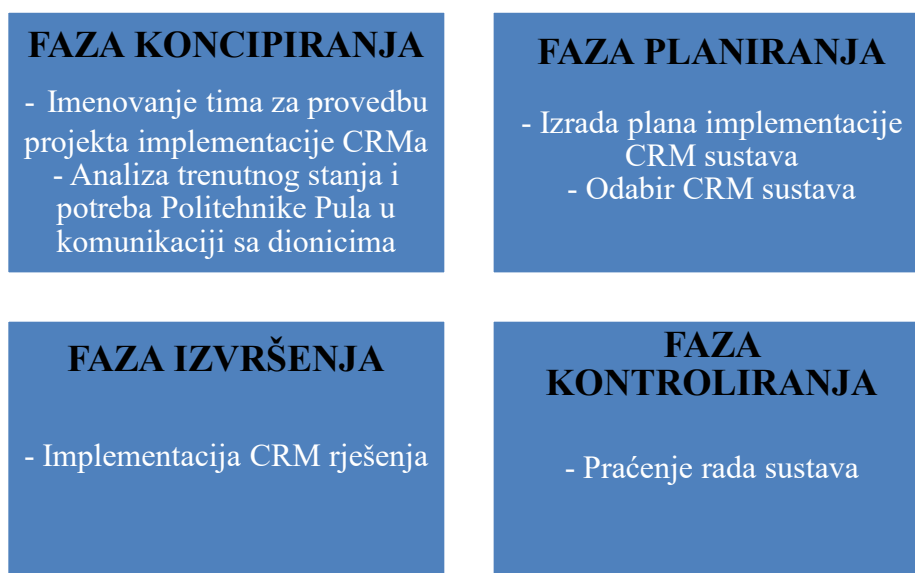 FAZA KONCIPIRANJA
- Imenovanje tima za provedbu
projekta implementacije CRMa
- Analiza trenutnog stanja i
potreba Politehnike Pula u
komunikaciji sa dionicima
FAZA PLANIRANJA
- Izrada plana implementacije
CRM sustava
- Odabir CRM sustava
FAZA IZVRŠENJA
- Implementacija CRM rješenja
FAZA
KONTROLIRANJA
- Praćenje rada sustava